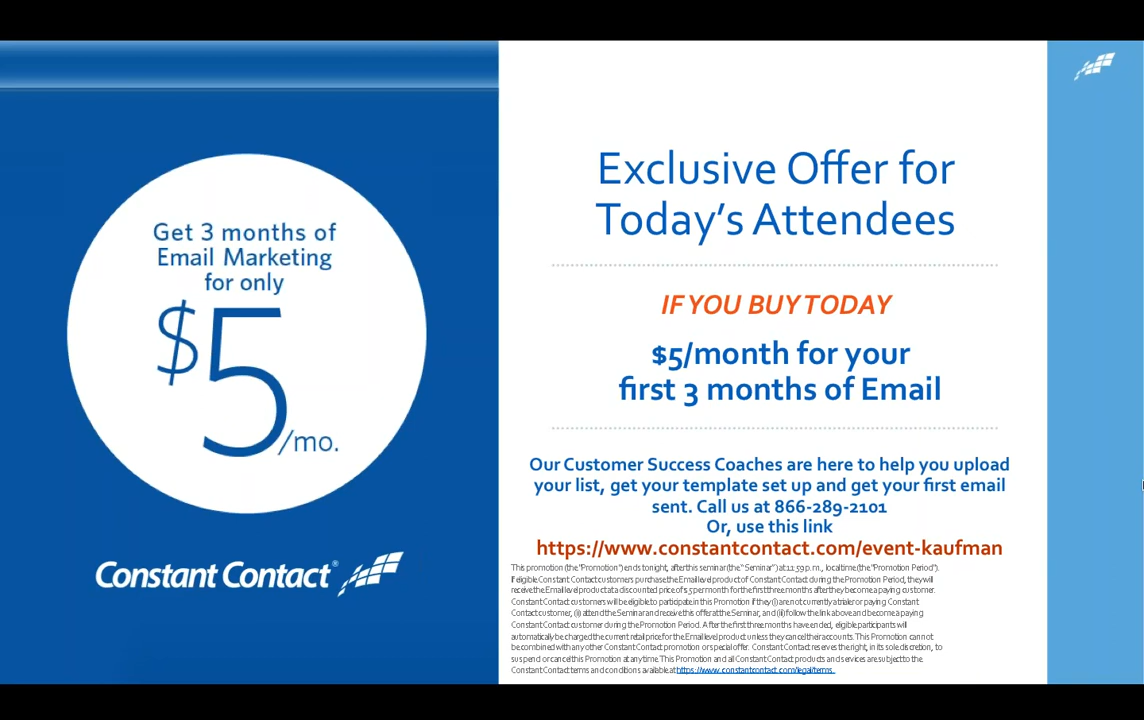 Get 3 months of
Email Marketing
for only
$5/mo.
Constant Contact®
Exclusive Offer for
Today's Attendees
IF YOU BUY TODAY
$5/month for your
first 3 months of Email
Our Customer Success Coaches are here to help you upload
your list, get your template set up and get your first email
sent. Call us at 866-289-2101
Or, use this link
https://www.constantcontact.com/event-kaufman
This promotion (the "Promotion") ends tonight, after this seminar (the "Seminar") at 11:59 p.m., local time (the "Promotion Period").
If eligible Constant Contact customers purchase the Email level product of Constant Contact during the Promotion Period, they will
receive the Email level product at a discounted price of $5 per month for the first three months after they become a paying customer.
Constant Contact customers will be eligible to participate in this Promotion if they (i) are not currently a trialer or paying Constant
Contact customer, (ii) attend the Seminar and receive this offer at the Seminar, and (iii) follow the link above and become a paying
Constant Contact customer during the Promotion Period. After the first three months have ended, eligible participants will
automatically be charged the current retail price for the Email level product unless they cancel their accounts. This Promotion cannot
be combined with any other Constant Contact promotion or special offer. Constant Contact reserves the right, in its sole discretion, to
suspend or cancel this Promotion at any time. This Promotion and all Constant Contact products and services are subject to the
Constant Contact terms and conditions available at https://www.constantcontact.com/legal/terms.